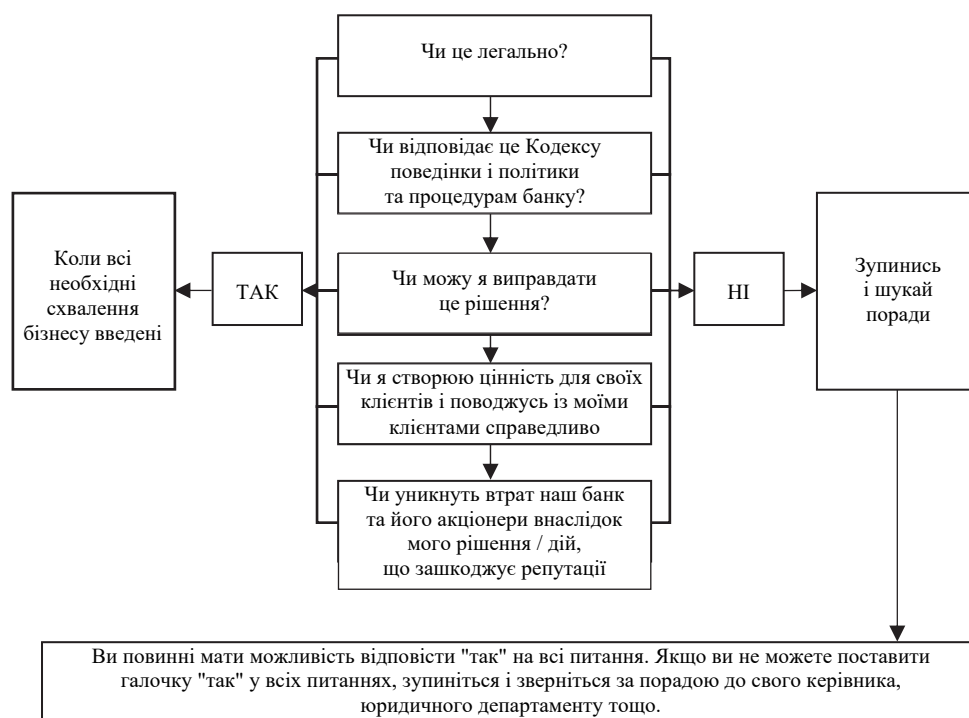 Чи це легально?
Чи відповідає це Кодексу
поведінки і політики
та процедурам банку?
Коли всі
необхідні
схвалення
бізнесу введені
ТАК
Чи можу я виправдати
це рішення?
НІ
Зупинись
і шукай
поради
Чи я створюю цінність для своїх
клієнтів і поводжусь із моїми
клієнтами справедливо
Чи уникнуть втрат наш банк
та його акціонери внаслідок
мого рішення / дій,
що зашкоджує репутації
Ви повинні мати можливість відповісти "так" на всі питання. Якщо ви не можете поставити
галочку "так" у всіх питаннях, зупиніться і зверніться за порадою до свого керівника,
юридичного департаменту тощо.